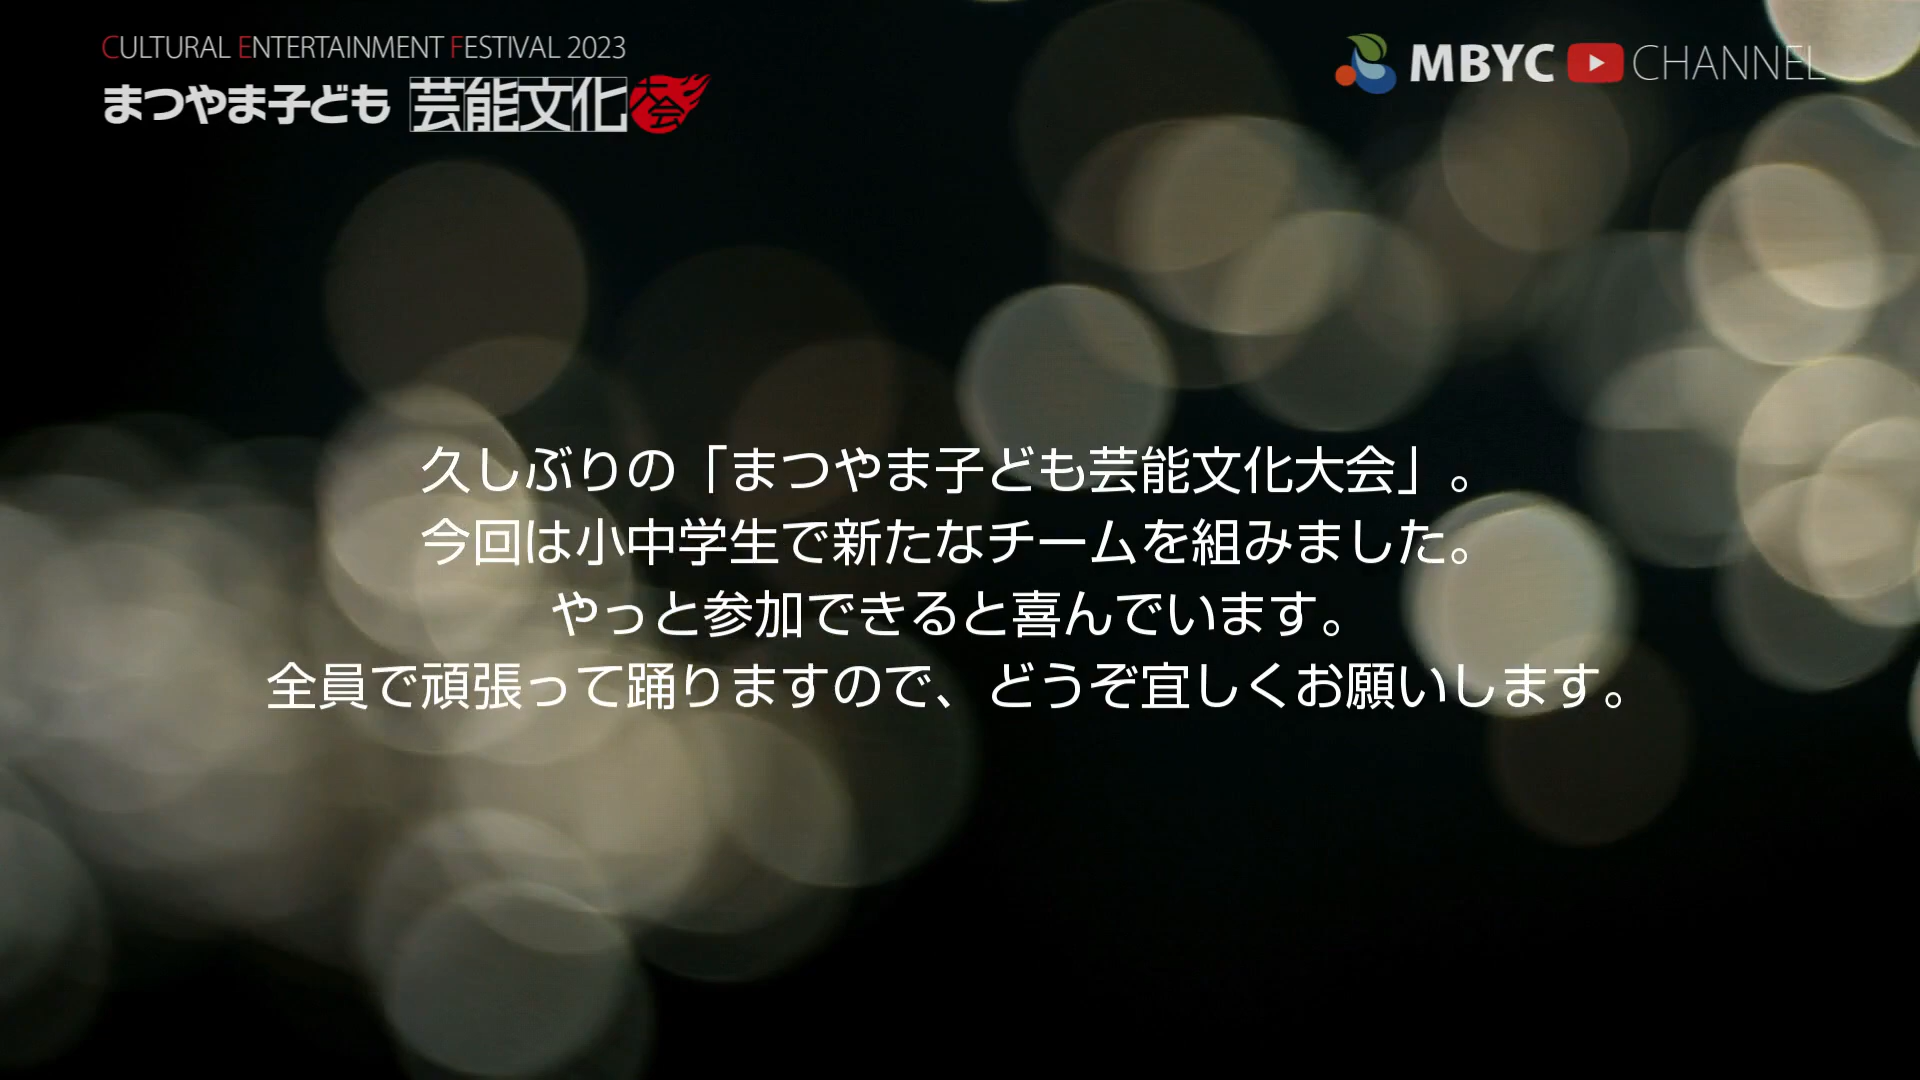 CULTURAL ENTERTAINMENT FESTIVAL 2023
まつやま子ども 芸能文化大会
MBYC CHANNEL
久しぶりの「まつやま子ども芸能文化大会」。
今回は小中学生で新たなチームを組みました。
やっと参加できると喜んでいます。
全員で頑張って踊りますので、どうぞ宜しくお願いします。